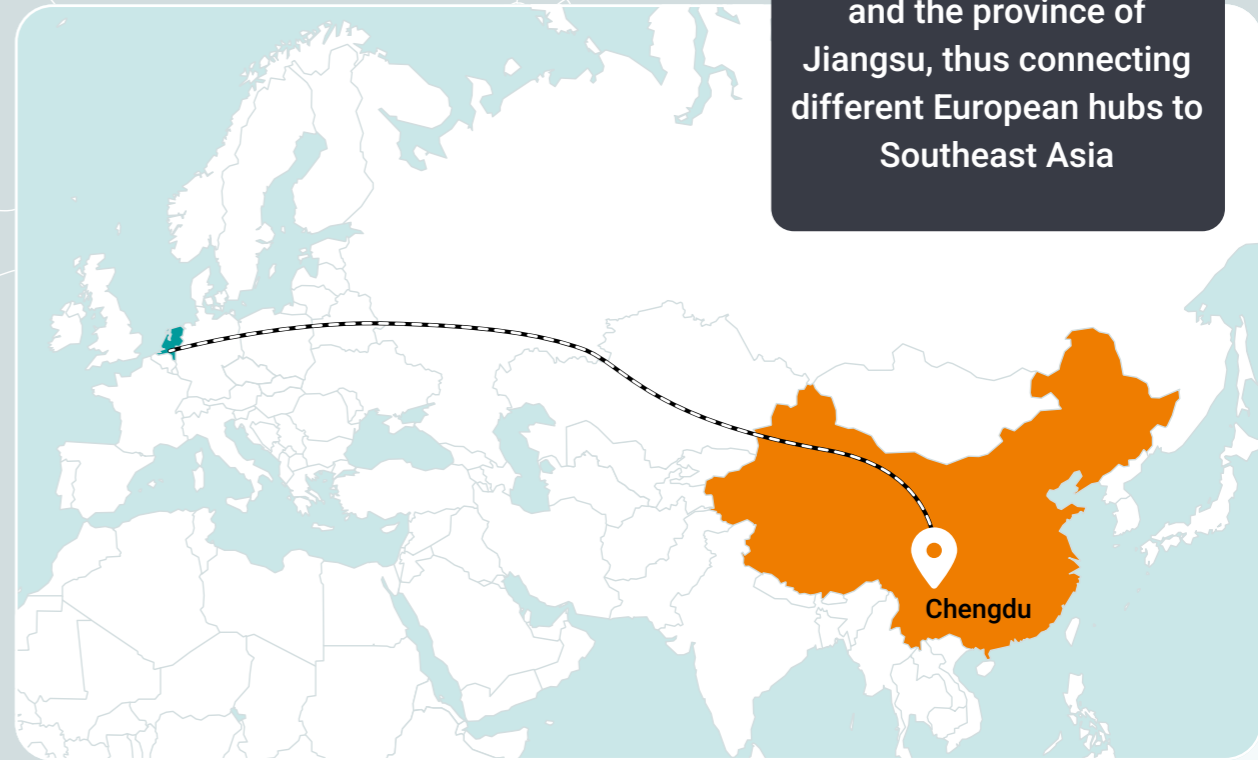 and the province of
Jiangsu, thus connecting
different European hubs to
Southeast Asia
Chengdu